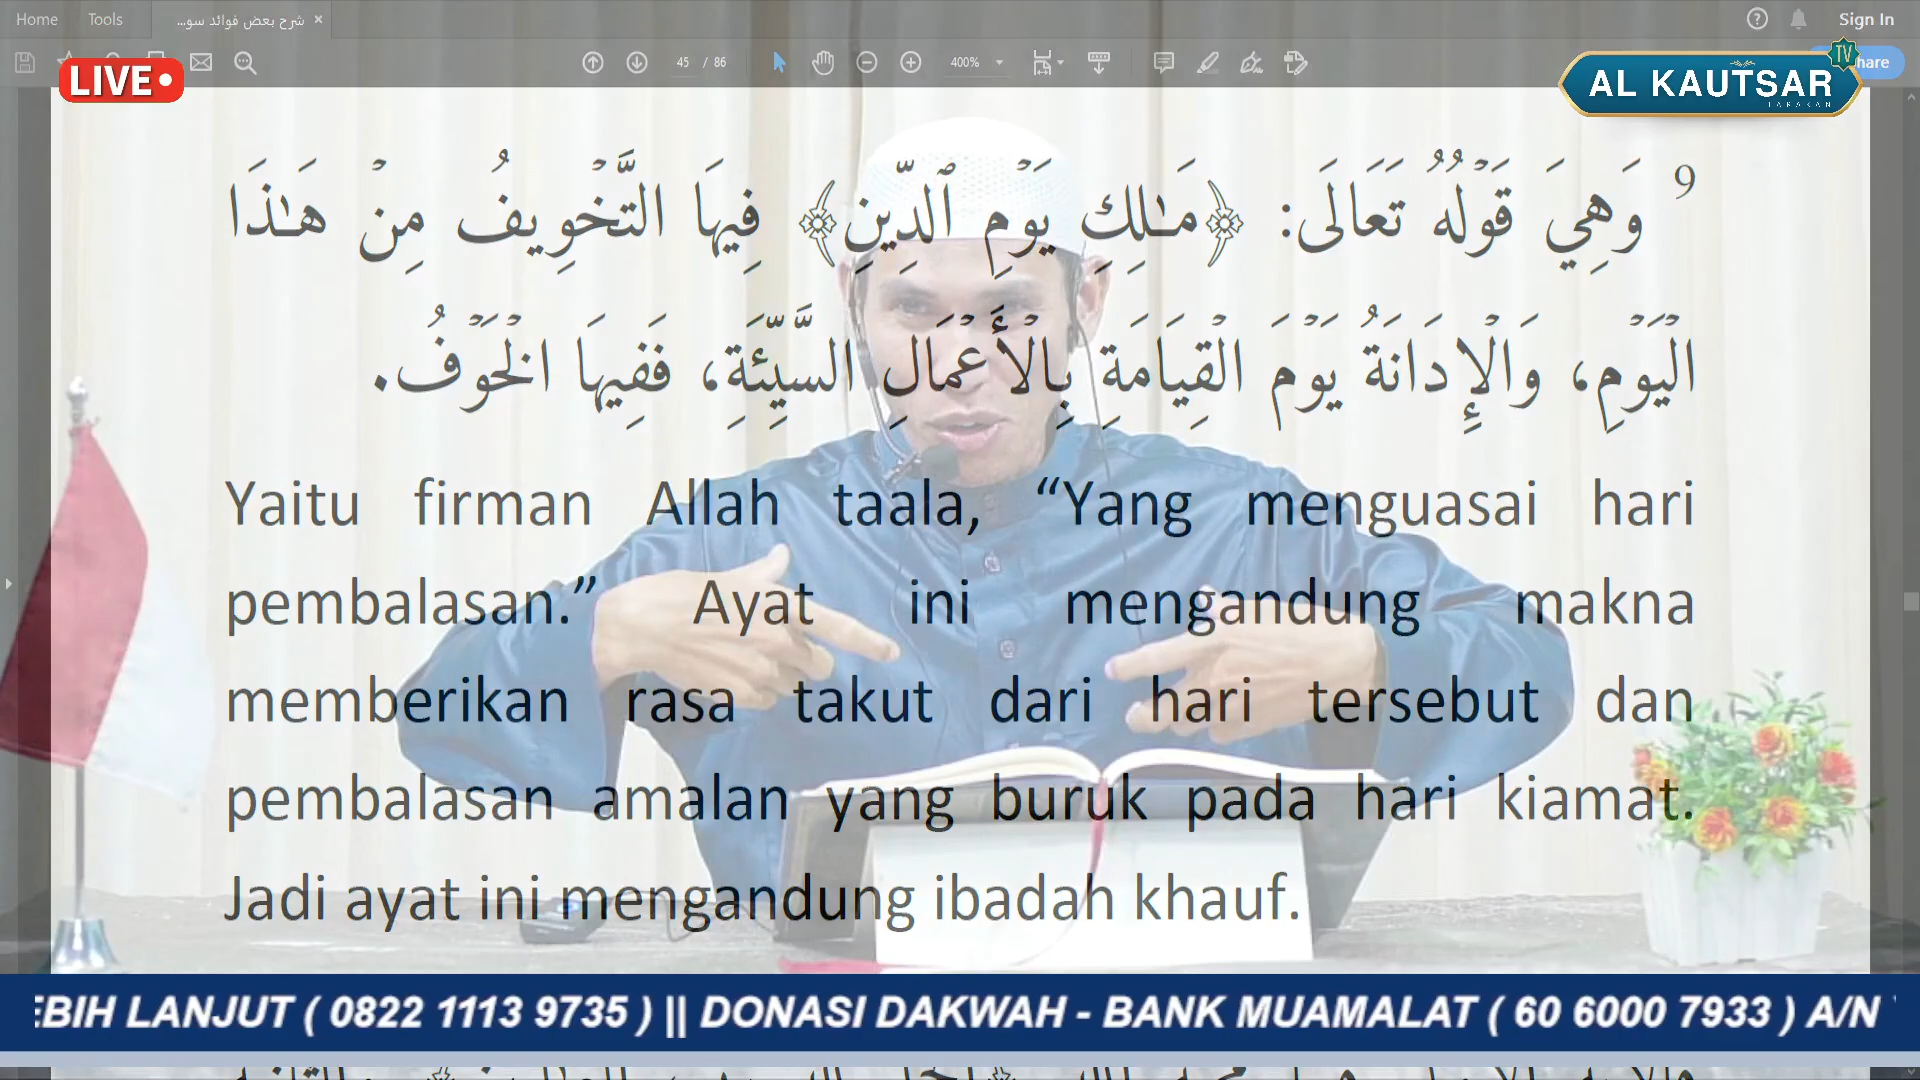 Home Tools شرح بعض فوائد سو... ×
Sign In
45 / 86 400%
LIVE
AL KAUTSAR TV
TARAKAN
hare
9 وَهِيَ قَوْلُهُ تَعَالَى: ﴿مَـٰلِكِ يَوْمِ ٱلدِّينِ﴾ فِيهَا التَّخْوِيفُ مِنْ هَـٰذَا
الْيَوْمِ، وَالْإِدَانَةُ يَوْمَ الْقِيَامَةِ بِالْأَعْمَالِ السَّيِّئَةِ، فَفِيهَا الْخَوْفُ.
Yaitu firman Allah taala, “Yang menguasai hari
pembalasan.” Ayat ini mengandung makna
memberikan rasa takut dari hari tersebut dan
pembalasan amalan yang buruk pada hari kiamat.
Jadi ayat ini mengandung ibadah khauf.
EBIH LANJUT ( 0822 1113 9735 ) || DONASI DAKWAH - BANK MUAMALAT ( 60 6000 7933 ) A/N